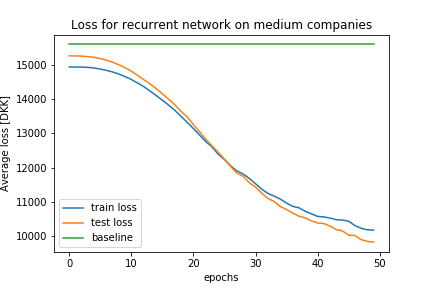 Loss for recurrent network on medium companies
Average loss [DKK]
15000
14000
13000
12000
11000
10000
train loss
test loss
baseline
0 10 20 30 40 50
epochs